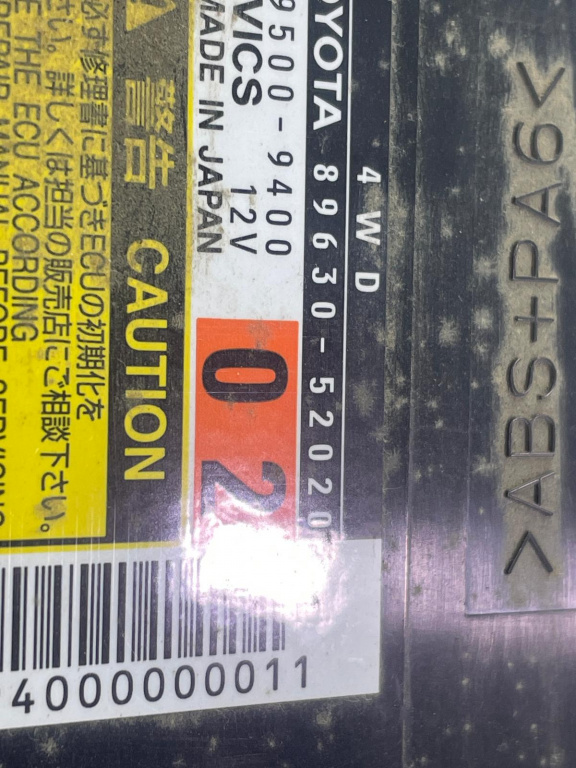 4WD
TOYOTA 89630-52020
9500-9400
VICS 12V
MADE IN JAPAN
02
警告 CAUTION
必ず修理書に基づきECUの初期化を
さい。詳しくは担当の販売店にご相談下さい。
THE ECU ACCORDING
4000000000011
>ABS+PA6<